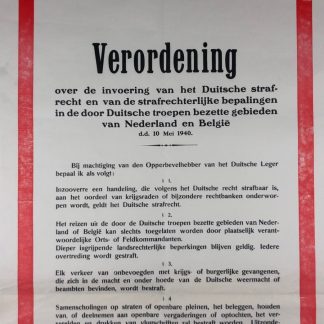 Verordening
over de invoering van het Duitsche straf-
recht en van de strafrechterlijke bepalingen
in de door Duitsche troepen bezette gebieden
van Nederland en België
d.d. 10 Mei 1940.
Bij machtiging van den Opperbevelhebber van het Duitsche Leger
bepaal ik als volgt:
§ 1.
Inzooverre een handeling, die volgens het Duitsche recht strafbaar is,
aan het oordeel van krijgsraden of bijzondere rechtbanken onderwor-
pen wordt, geldt het Duitsche strafrecht.
§ 2.
Het reizen uit de door de Duitsche troepen bezette gebieden van Neder-
land of België kan slechts toegelaten worden door plaatselijk verant-
woordelijke Orts- of Feldkommandanten.
Dieper ingrijpende landsrechterlijke beperkingen blijven geldig. Iedere
overtreding wordt gestraft.
§ 3.
Elk verkeer van onbevoegden met krijgs- of burgerlijke gevangenen,
die zich in de macht en onder hoede van de Duitsche weermacht of
beambten bevinden, wordt bestraft.
§ 4
Samenscholingen op straten of openbare pleinen, het beleggen, houden
van, of deelnemen aan openbare vergaderingen of optochten, het ver-